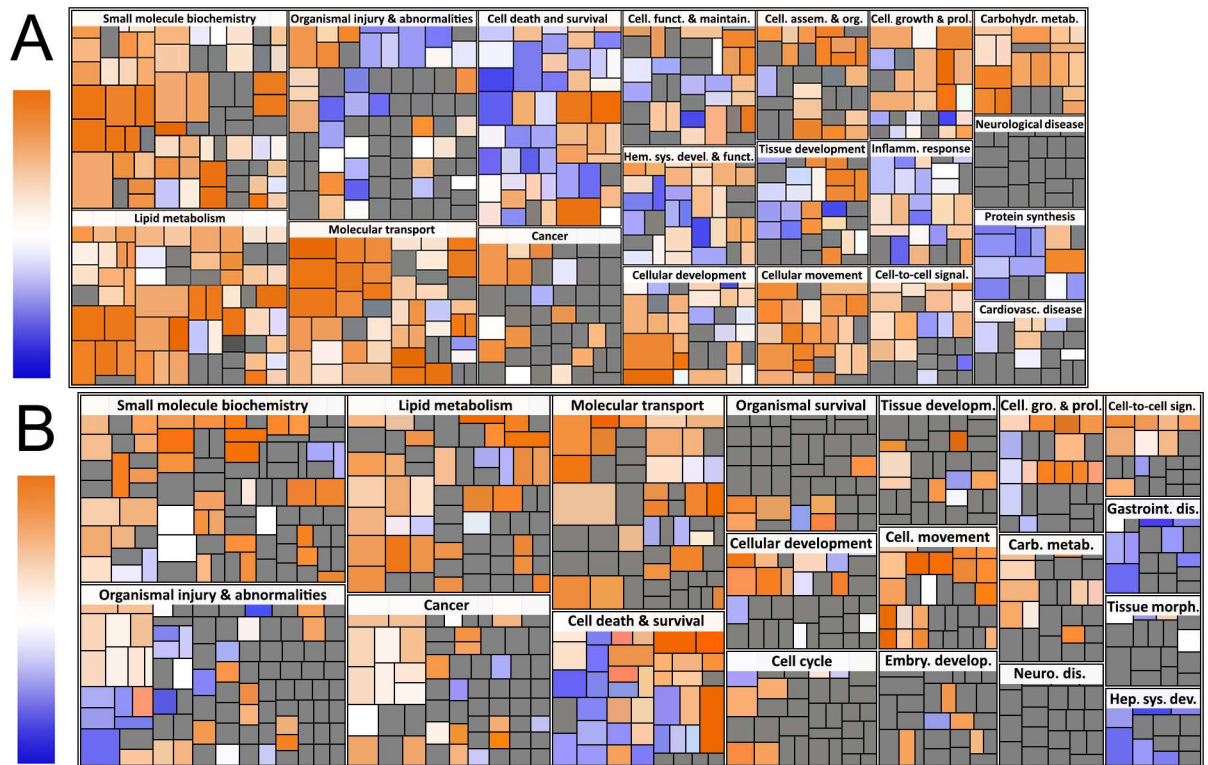 A
Small molecule biochemistry
Organismal injury & abnormalities
Cell death and survival
Cell. funct. & maintain.
Cell. assem. & org.
Cell. growth & prol.
Carbohydr. metab.
Neurological disease
Hem. sys. devel. & funct.
Tissue development
Inflamm. response
Lipid metabolism
Molecular transport
Cancer
Protein synthesis
Cellular development
Cellular movement
Cell-to-cell signal.
Cardiovasc. disease
B
Small molecule biochemistry
Lipid metabolism
Molecular transport
Organismal survival
Tissue developm.
Cell. gro. & prol.
Cell-to-cell sign.
Gastroint. dis.
Cellular development
Cell. movement
Carb. metab.
Organismal injury & abnormalities
Cancer
Cell death & survival
Tissue morph.
Cell cycle
Embry. develop.
Neuro. dis.
Hep. sys. dev.